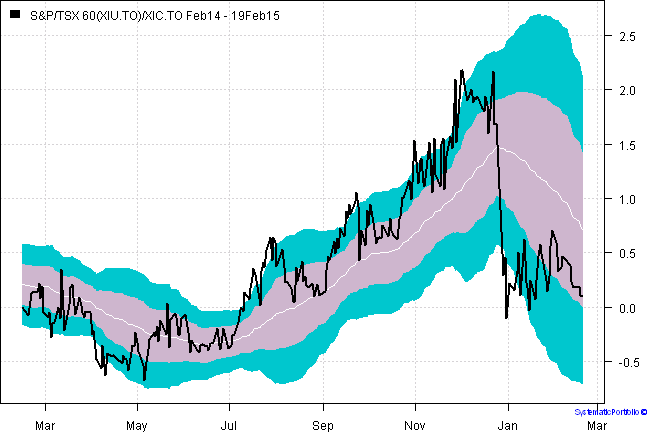 S&P/TSX 60(XIU.TO)/XIC.TO Feb14 - 19Feb15
2.5
2.0
1.5
1.0
0.5
0.0
-0.5
Mar May Jul Sep Nov Jan Mar
SystematicPortfolio ©